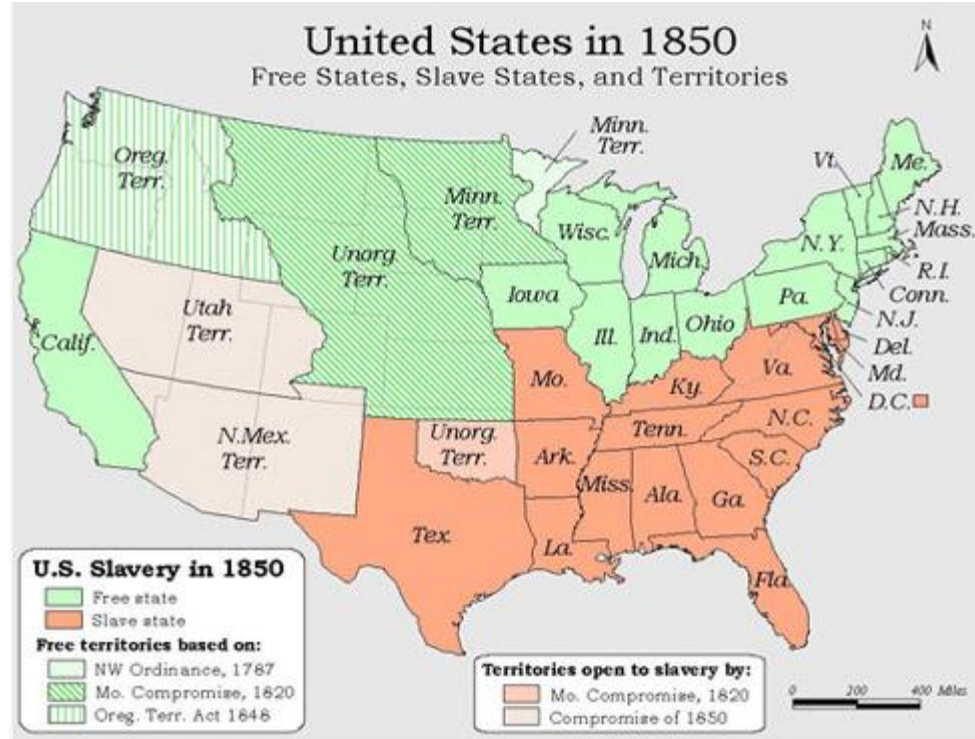 United States in 1850
Free States, Slave States, and Territories
N
Minn.
Terr.
Oreg.
Terr.
Minn.
Terr.
Unorg
Terr.
Vt.
Me.
N.H.
Mass.
N.Y.
R.I.
Conn.
Wisc.
Mich.
Iowa
Pa.
N.J.
Utah
Terr.
Calif.
Ill.
Ind.
Ohio
Del.
Md.
D.C.
Mo.
Ky.
Va.
N.Mex.
Terr.
Unorg.
Terr.
Ark.
Tenn.
N.C.
S.C.
Miss.
Ala.
Ga.
Tex.
La.
Fla
U.S. Slavery in 1850
Free state
Slave state
Free territories based on:
NW Ordinance, 1787
Mo. Compromise, 1820
Oreg. Terr. Act 1848
Territories open to slavery by:
Mo. Compromise, 1820
Compromise of 1850
0 200 400 Miles